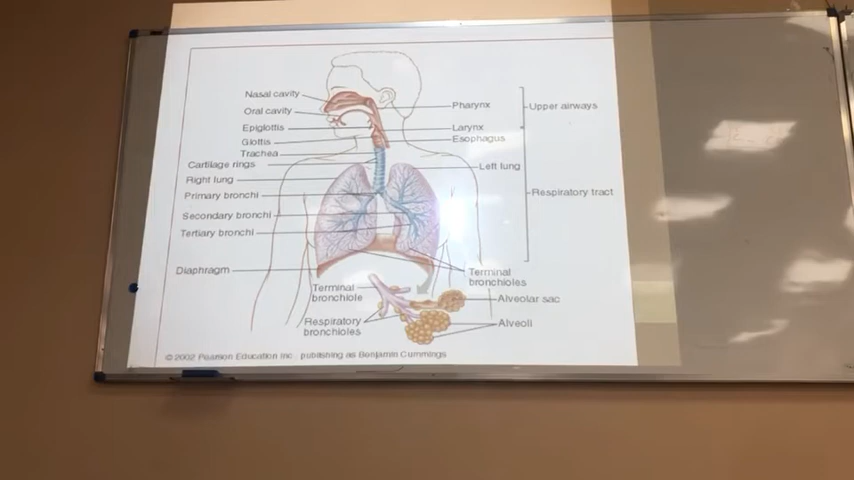 Nasal cavity
Oral cavity
Epiglottis
Glottis
Trachea
Cartilage rings
Right lung
Primary bronchi
Secondary bronchi
Tertiary bronchi
Diaphragm
Pharynx
Larynx
Esophagus
Left lung
Upper airways
Respiratory tract
Terminal
bronchioles
Terminal
bronchiole
Respiratory
bronchioles
Alveolar sac
Alveoli
© 2002 Pearson Education Inc publishing as Benjamin Cummings